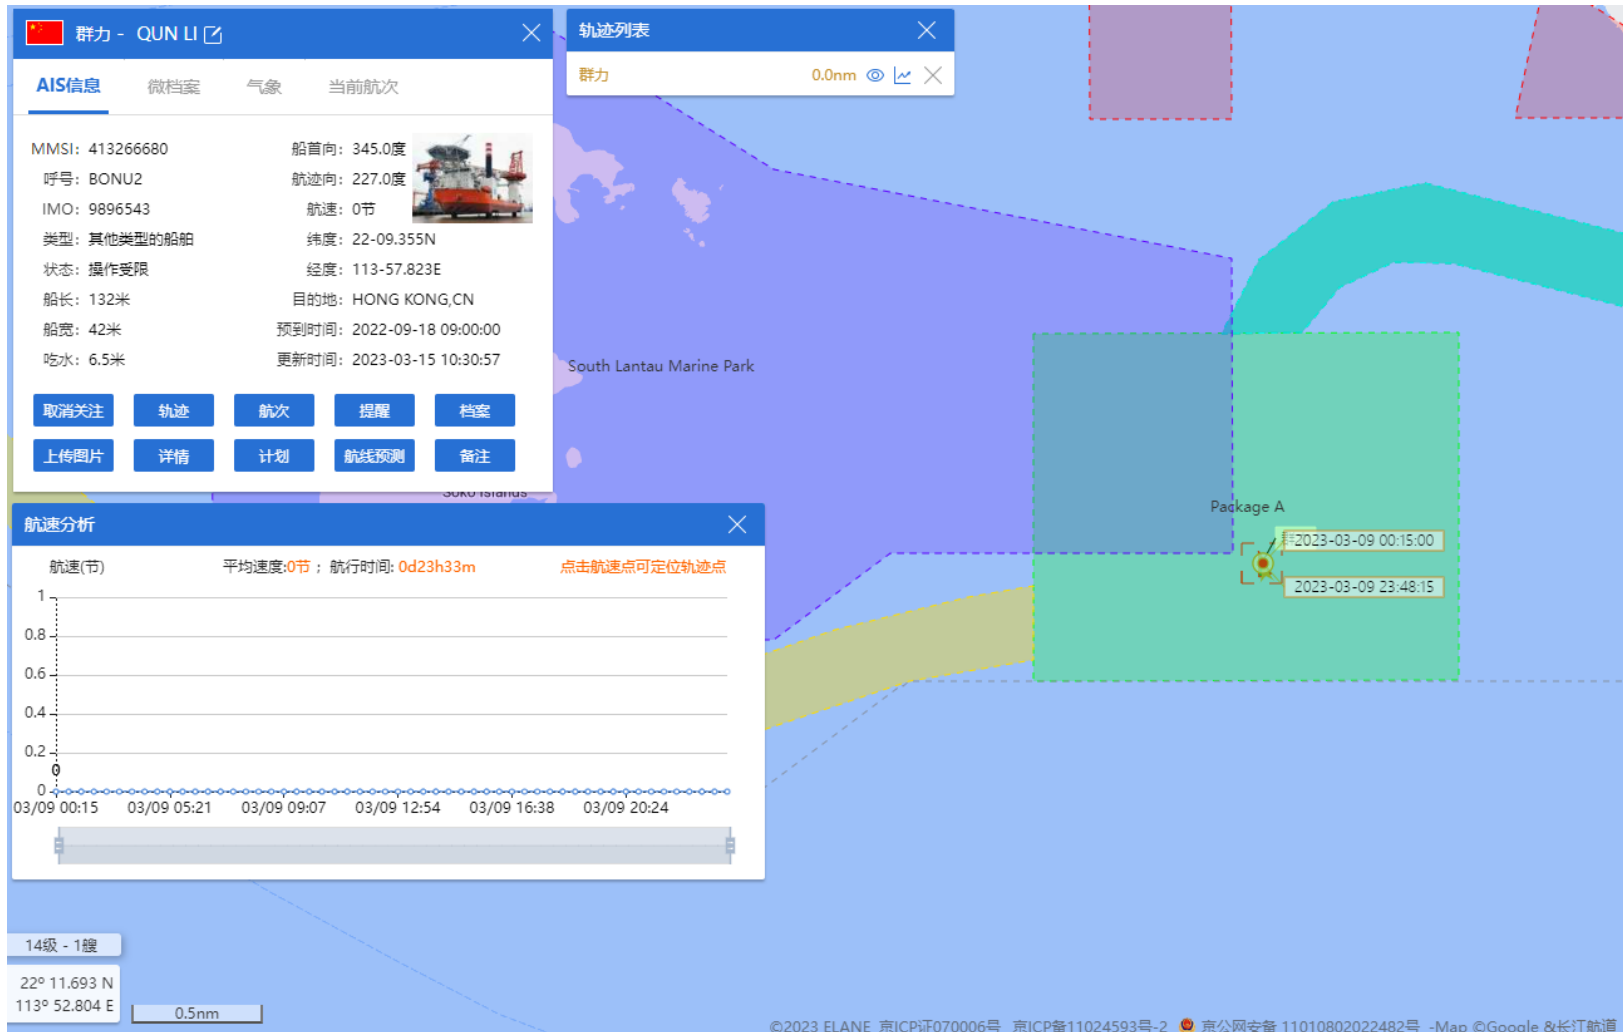 群力 - QUN LI
AIS信息 微档案 气象 当前航次
MMSI: 413266680 船首向: 345.0度
呼号: BONU2 航迹向: 227.0度
IMO: 9896543 航速: 0节
类型: 其他类型的船舶 纬度: 22-09.355N
状态: 操作受限 经度: 113-57.823E
船长: 132米 目的地: HONG KONG,CN
船宽: 42米 预到时间: 2022-09-18 09:00:00
吃水: 6.5米 更新时间: 2023-03-15 10:30:57
取消关注 轨迹 航次 提醒 档案
上传图片 详情 计划 航线预测 备注
轨迹列表
群力 0.0nm
South Lantau Marine Park
Soko Islands
Package A
2023-03-09 00:15:00
2023-03-09 23:48:15
航速分析
航速(节) 平均速度:0节 ; 航行时间: 0d23h33m 点击航速点可定位轨迹点
1
0.8
0.6
0.4
0.2
0
0
03/09 00:15 03/09 05:21 03/09 09:07 03/09 12:54 03/09 16:38 03/09 20:24
14级 - 1艘
22º 11.693 N
113º 52.804 E
0.5nm
©2023 ELANE 京ICP证070006号 京ICP备11024593号-2 京公网安备 11010802022482号 -Map ©Google &长江航道